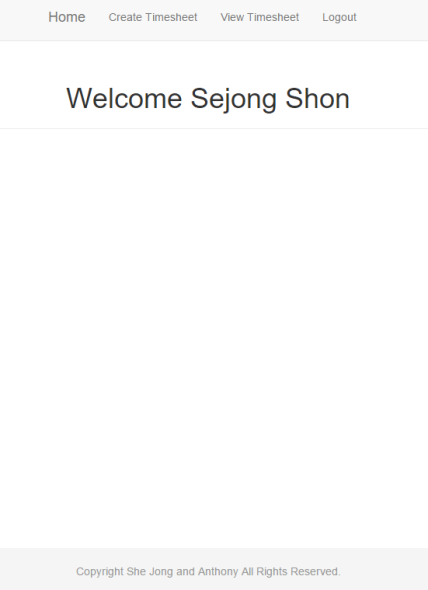 Home Create Timesheet View Timesheet Logout
Welcome Sejong Shon
Copyright She Jong and Anthony All Rights Reserved.